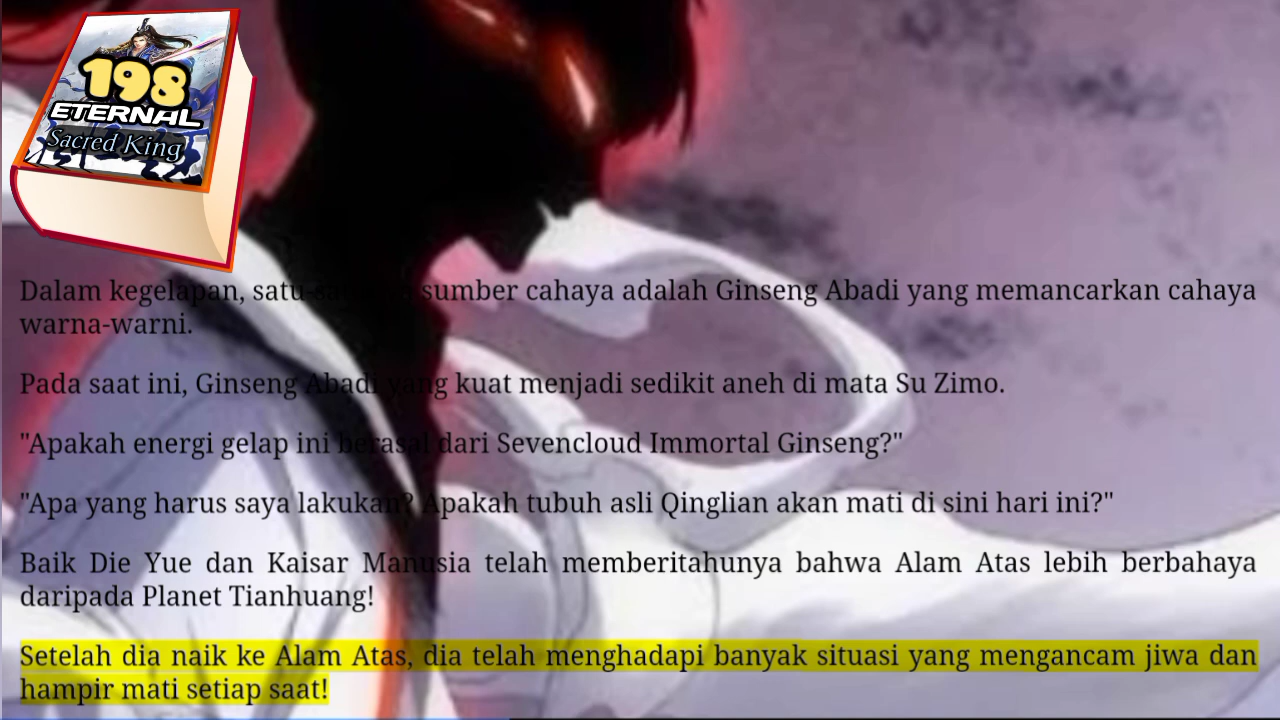 198
ETERNAL
Sacred King
Dalam kegelapan, satu-satunya sumber cahaya adalah Ginseng Abadi yang memancarkan cahaya
warna-warni.
Pada saat ini, Ginseng Abadi yang kuat menjadi sedikit aneh di mata Su Zimo.
"Apakah energi gelap ini berasal dari Sevencloud Immortal Ginseng?"
"Apa yang harus saya lakukan? Apakah tubuh asli Qinglian akan mati di sini hari ini?"
Baik Die Yue dan Kaisar Manusia telah memberitahunya bahwa Alam Atas lebih berbahaya
daripada Planet Tianhuang!
Setelah dia naik ke Alam Atas, dia telah menghadapi banyak situasi yang mengancam jiwa dan
hampir mati setiap saat!